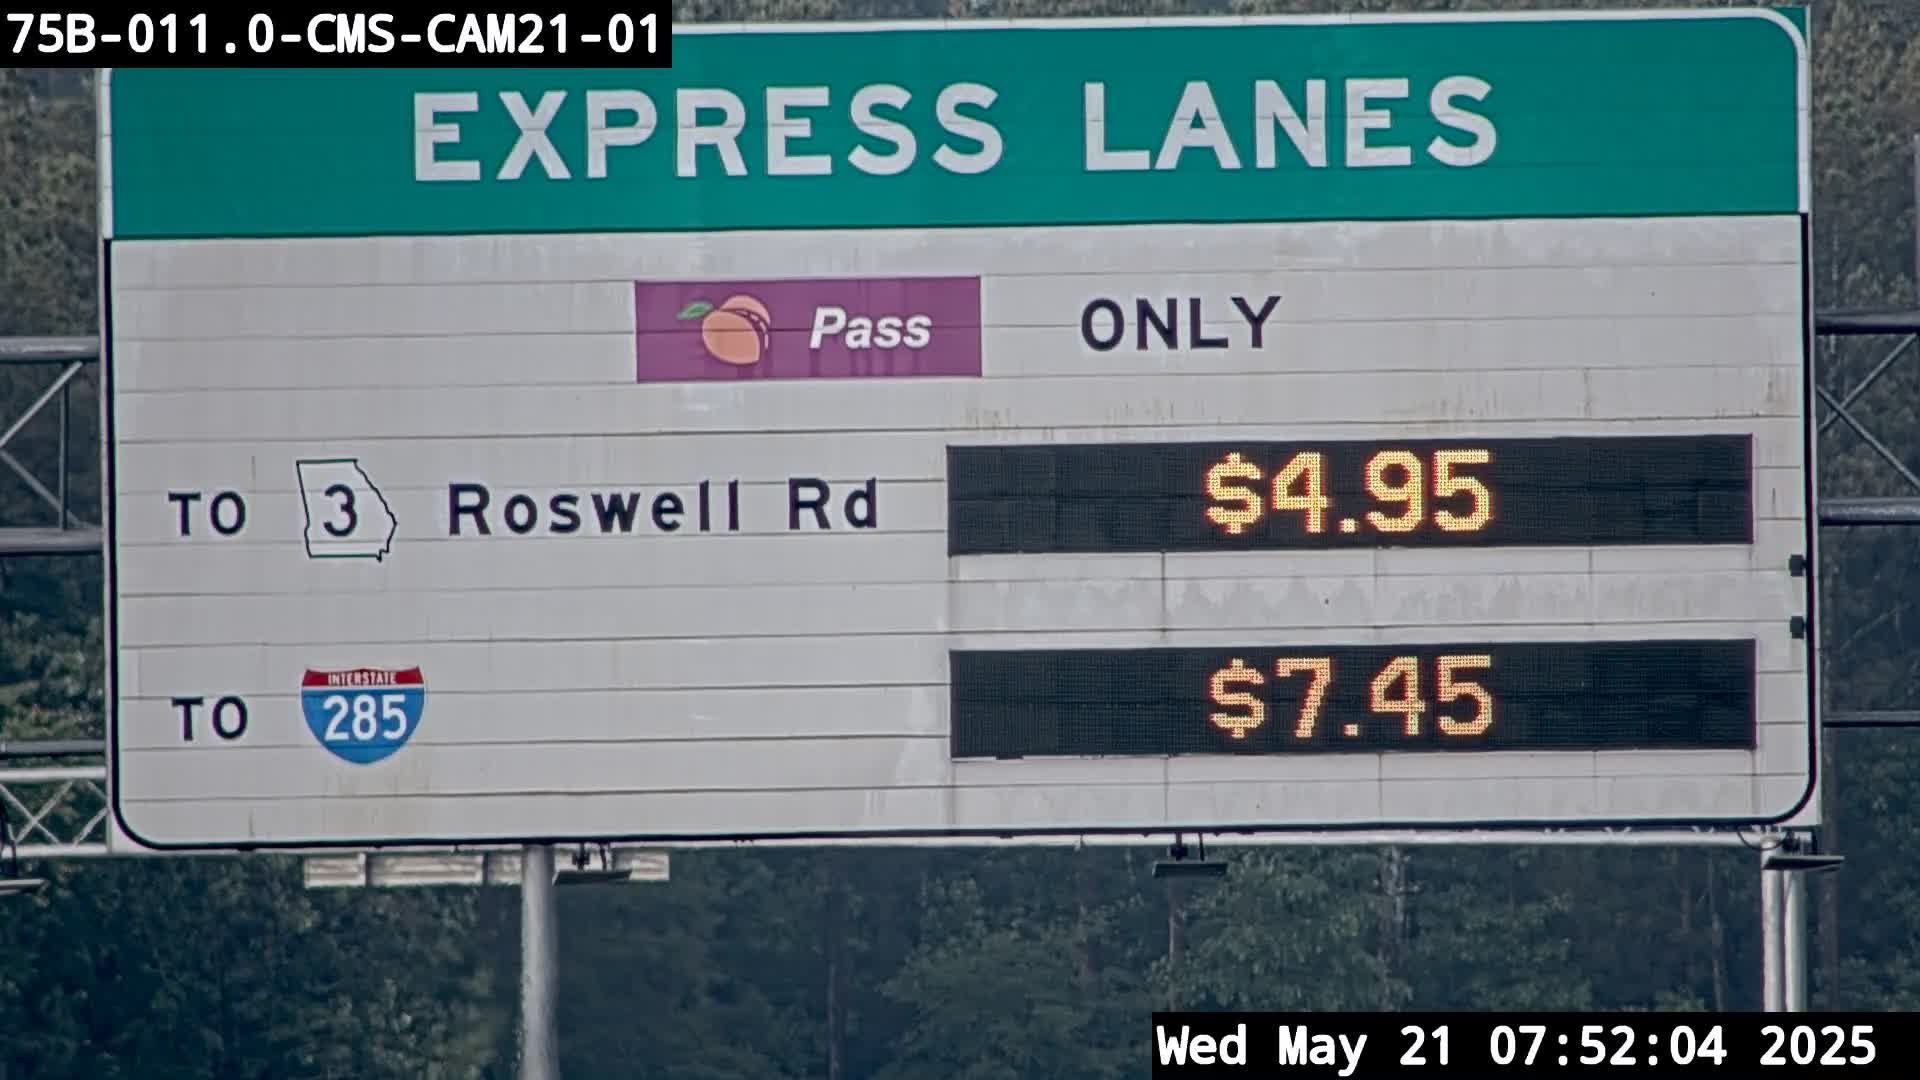 75B-011.0-CMS-CAM21-01
EXPRESS LANES
Pass ONLY
TO 3 Roswell Rd $4.95
TO INTERSTATE 285 $7.45
Wed May 21 07:52:04 2025